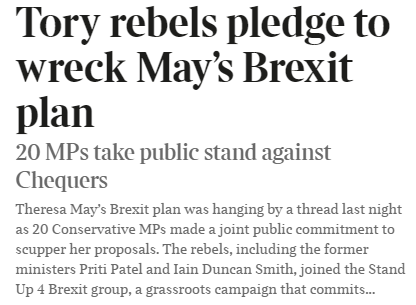 Tory rebels pledge to
wreck May’s Brexit
plan
20 MPs take public stand against
Chequers
Theresa May’s Brexit plan was hanging by a thread last night
as 20 Conservative MPs made a joint public commitment to
scupper her proposals. The rebels, including the former
ministers Priti Patel and Iain Duncan Smith, joined the Stand
Up 4 Brexit group, a grassroots campaign that commits...